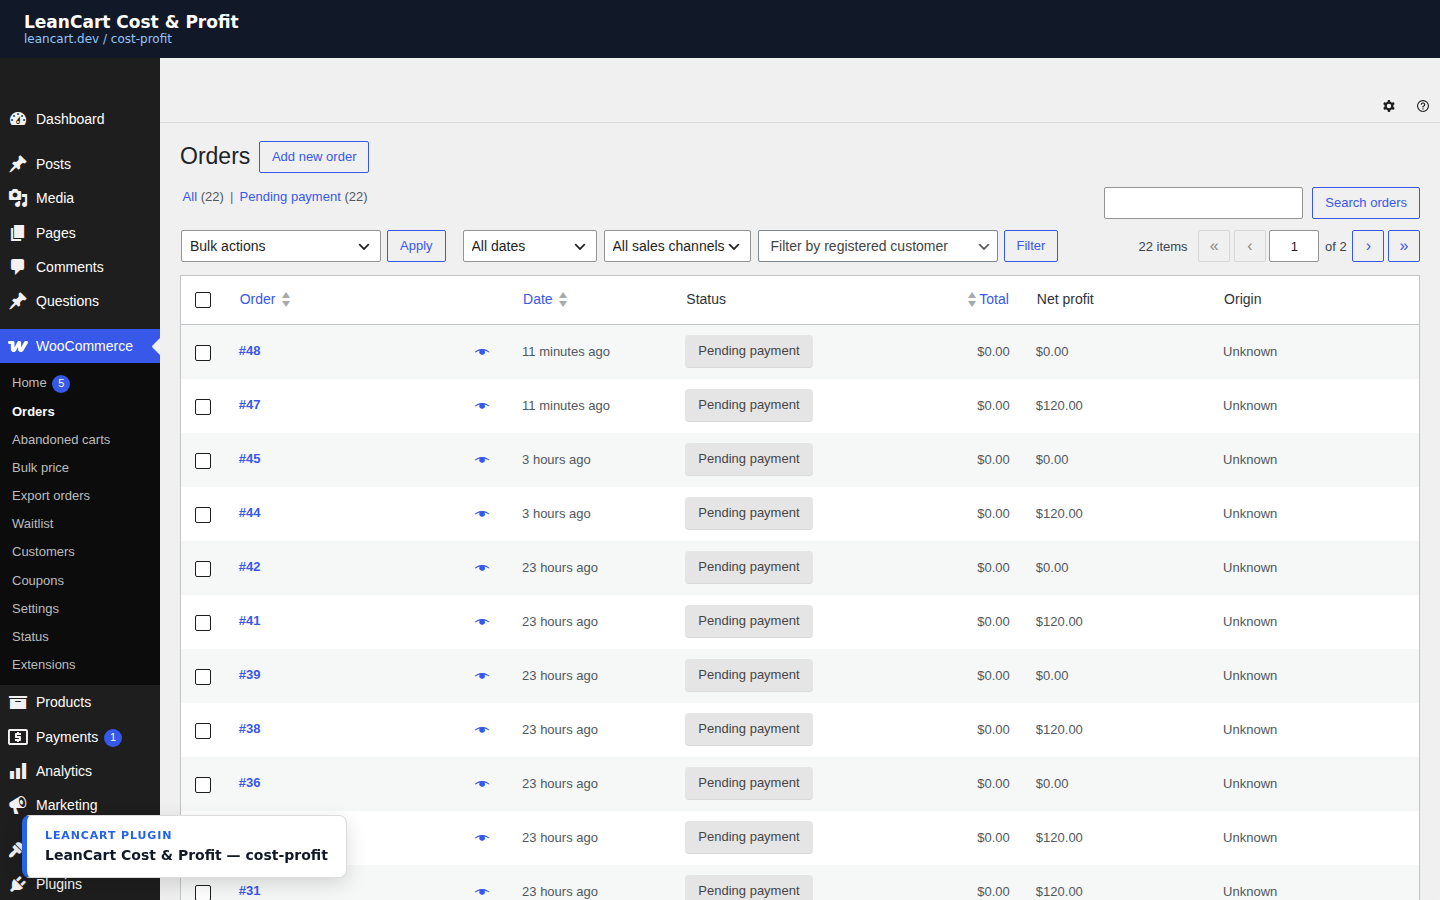 LeanCart Cost & Profit
leancart.dev / cost-profit
Dashboard
Posts
Media
Pages
Comments
Questions
WooCommerce
Home 5
Orders
Abandoned carts
Bulk price
Export orders
Waitlist
Customers
Coupons
Settings
Status
Extensions
Products
Payments 1
Analytics
Marketing
Plugins
LEANCART PLUGIN
LeanCart Cost & Profit — cost-profit
Orders Add new order
All (22) | Pending payment (22)
Search orders
Bulk actions Apply All dates All sales channels Filter by registered customer Filter 22 items « ‹ 1 of 2 › »
Order Date Status Total Net profit Origin
#48 11 minutes ago Pending payment $0.00 $0.00 Unknown
#47 11 minutes ago Pending payment $0.00 $120.00 Unknown
#45 3 hours ago Pending payment $0.00 $0.00 Unknown
#44 3 hours ago Pending payment $0.00 $120.00 Unknown
#42 23 hours ago Pending payment $0.00 $0.00 Unknown
#41 23 hours ago Pending payment $0.00 $120.00 Unknown
#39 23 hours ago Pending payment $0.00 $0.00 Unknown
#38 23 hours ago Pending payment $0.00 $120.00 Unknown
#36 23 hours ago Pending payment $0.00 $0.00 Unknown
23 hours ago Pending payment $0.00 $120.00 Unknown
#31 23 hours ago Pending payment $0.00 $120.00 Unknown